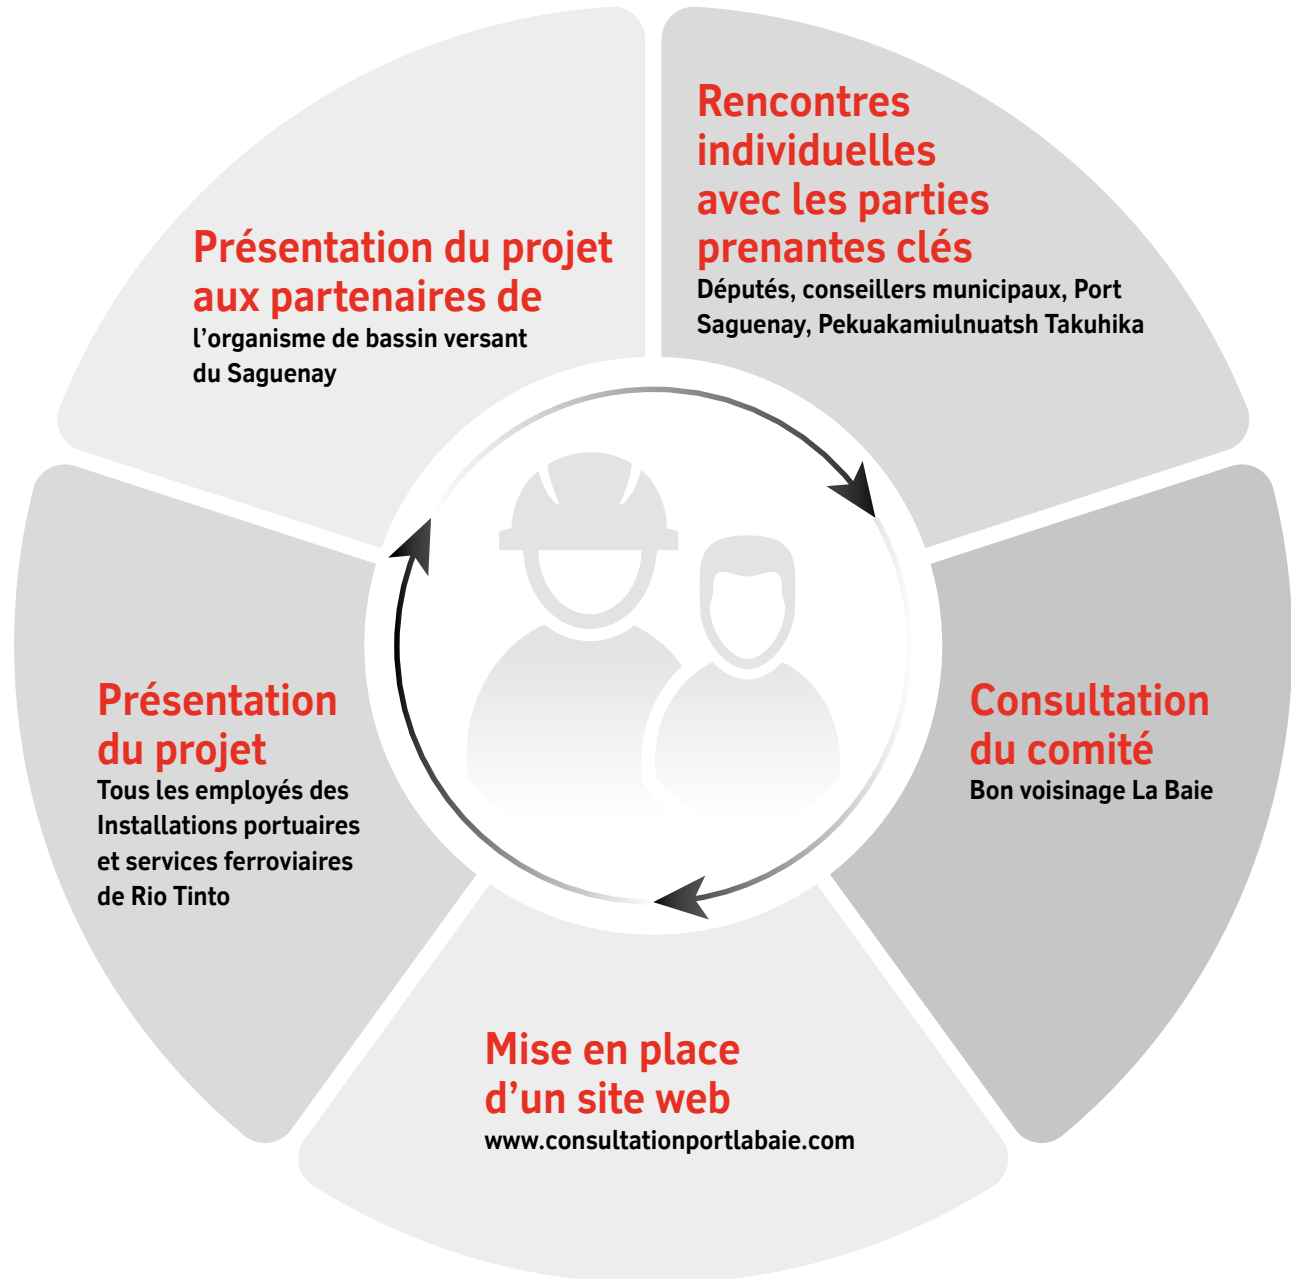 Présentation du projet
aux partenaires de
l’organisme de bassin versant
du Saguenay
Rencontres
individuelles
avec les parties
prenantes clés
Députés, conseillers municipaux, Port
Saguenay, Pekuakamiulnuatsh Takuhika
Consultation
du comité
Bon voisinage La Baie
Mise en place
d’un site web
www.consultationportlabaie.com
Présentation
du projet
Tous les employés des
Installations portuaires
et services ferroviaires
de Rio Tinto